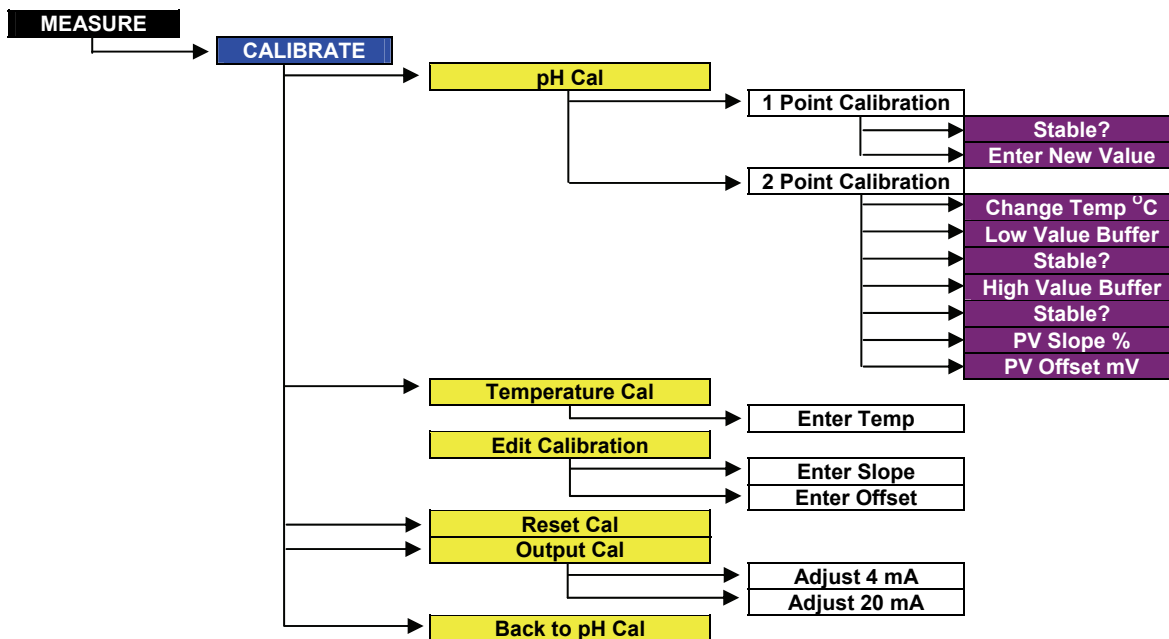 MEASURE
CALIBRATE
pH Cal
1 Point Calibration
Stable?
Enter New Value
2 Point Calibration
Change Temp °C
Low Value Buffer
Stable?
High Value Buffer
Stable?
PV Slope %
PV Offset mV
Temperature Cal
Enter Temp
Edit Calibration
Enter Slope
Enter Offset
Reset Cal
Output Cal
Adjust 4 mA
Adjust 20 mA
Back to pH Cal